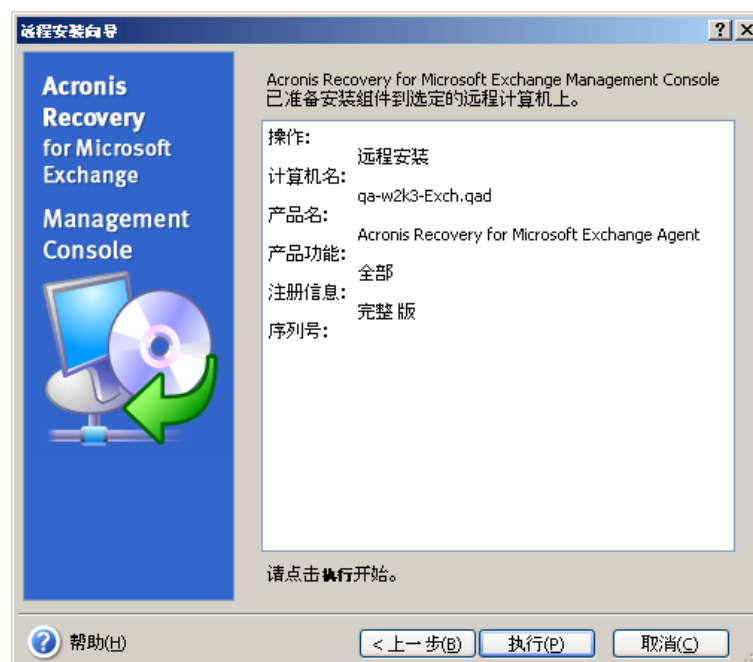 远程安装向导
Acronis
Recovery
for Microsoft
Exchange
Management
Console
Acronis Recovery for Microsoft Exchange Management Console
已准备安装组件到选定的远程计算机上。
操作:
远程安装
计算机名:
qa-w2k3-Exch.qad
产品名:
Acronis Recovery for Microsoft Exchange Agent
产品功能:
全部
注册信息:
完整版
序列号:
请点击执行开始。
帮助(H)
<上一步(B)
执行(P)
取消(C)